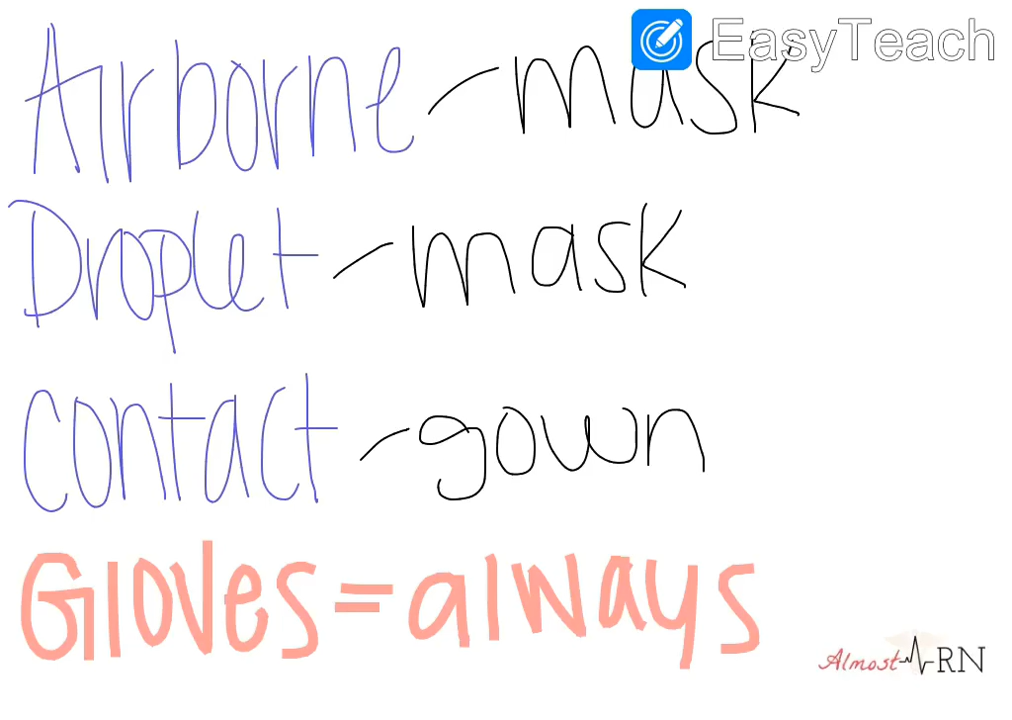 EasyTeach
Airborne - mask
Droplet - mask
Contact - gown
Gloves = always
Almost RN